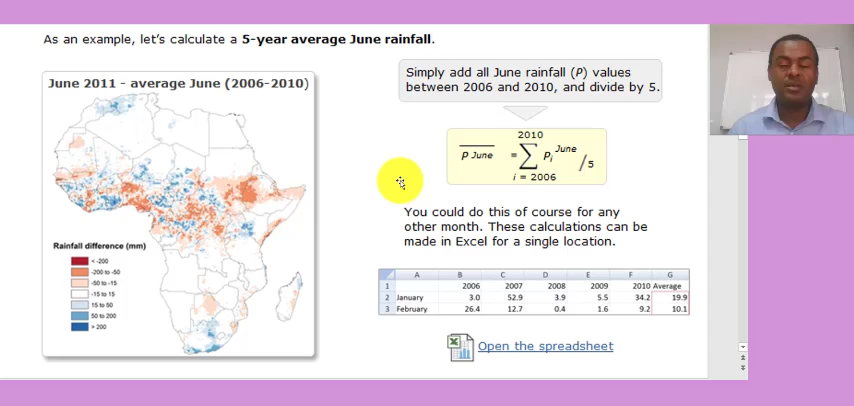 As an example, let's calculate a 5-year average June rainfall.
June 2011 - average June (2006-2010)
Rainfall difference (mm)
< -200
-200 to -50
-50 to -15
-15 to 15
15 to 50
50 to 200
> 200
Simply add all June rainfall (P) values
between 2006 and 2010, and divide by 5.
2010
P June = ∑ Pi June / 5
i = 2006
You could do this of course for any
other month. These calculations can be
made in Excel for a single location.
A B C D E F G
1 2006 2007 2008 2009 2010 Average
2 January 3.0 52.9 3.9 5.5 34.2 19.9
3 February 26.4 12.7 0.4 1.6 9.2 10.1
Open the spreadsheet